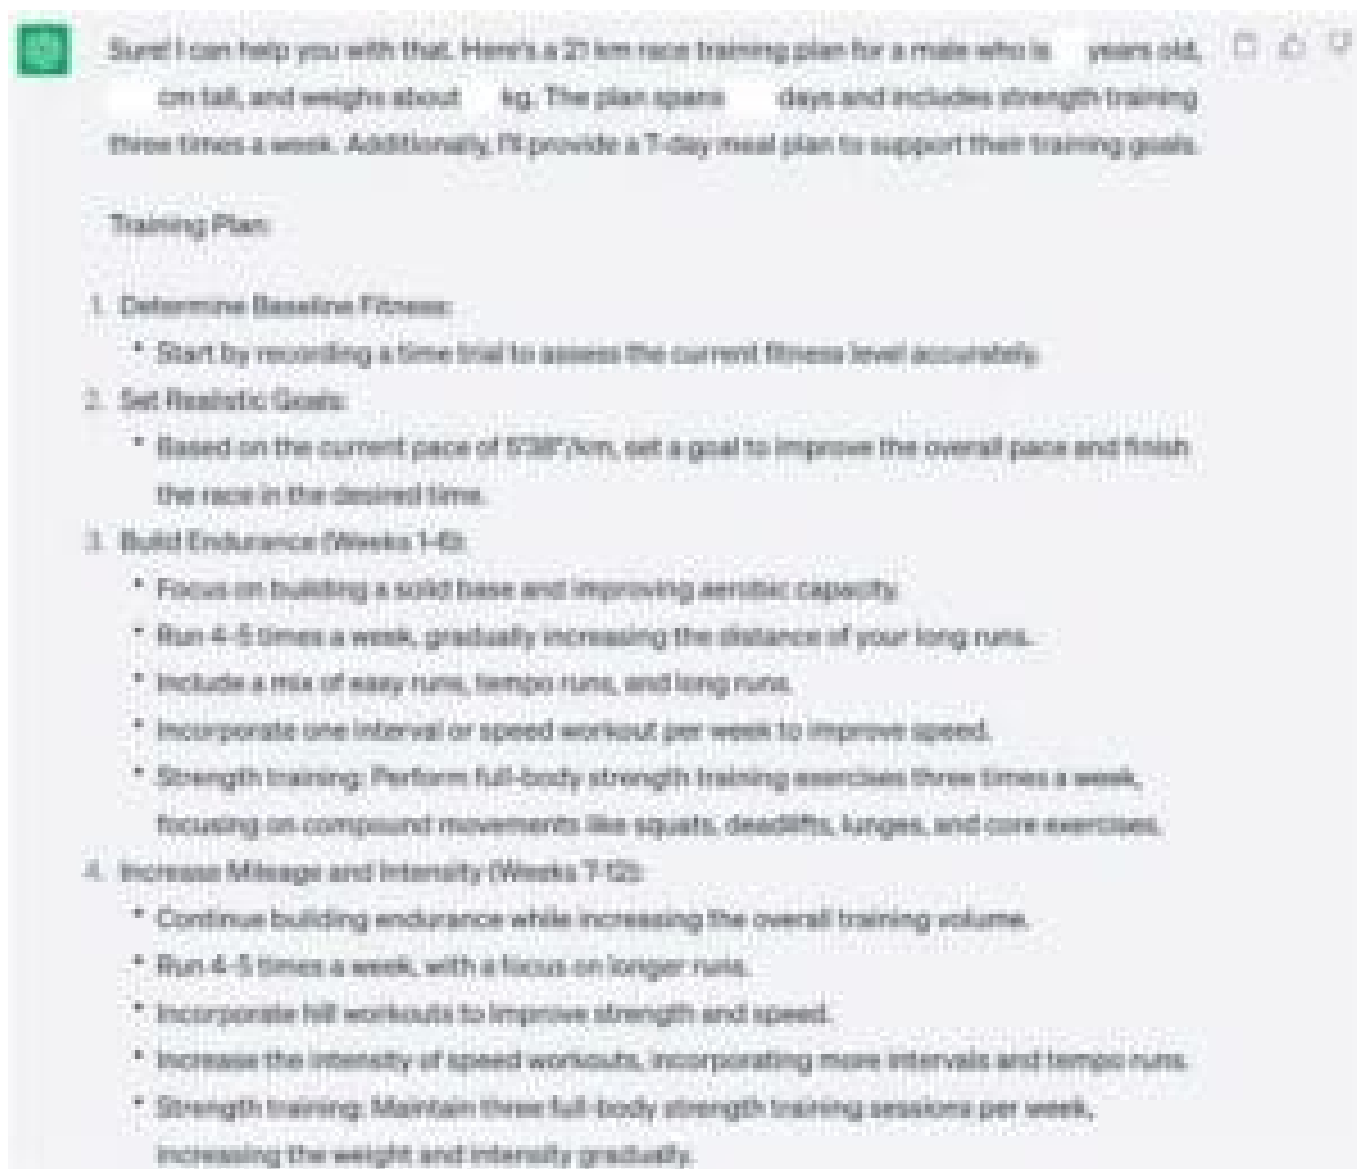 Sure! I can help you with that. Here's a 21 km race training plan for a male who is years old,
cm tall, and weighs about kg. The plan spans days and includes strength training
three times a week. Additionally, I'll provide a 7-day meal plan to support their training goals.
Training Plan:
1. Determine Baseline Fitness:
• Start by recording a time trial to assess the current fitness level accurately.
2. Set Realistic Goals:
• Based on the current pace of 5'38"/km, set a goal to improve the overall pace and finish
the race in the desired time.
3. Build Endurance (Weeks 1-6):
• Focus on building a solid base and improving aerobic capacity.
• Run 4-5 times a week, gradually increasing the distance of your long runs.
• Include a mix of easy runs, tempo runs, and long runs.
• Incorporate one interval or speed workout per week to improve speed.
• Strength training: Perform full-body strength training exercises three times a week,
focusing on compound movements like squats, deadlifts, lunges, and core exercises.
4. Increase Mileage and Intensity (Weeks 7-12):
• Continue building endurance while increasing the overall training volume.
• Run 4-5 times a week, with a focus on longer runs.
• Incorporate hill workouts to improve strength and speed.
• Increase the intensity of speed workouts, incorporating more intervals and tempo runs.
• Strength training: Maintain three full-body strength training sessions per week,
increasing the weight and intensity gradually.